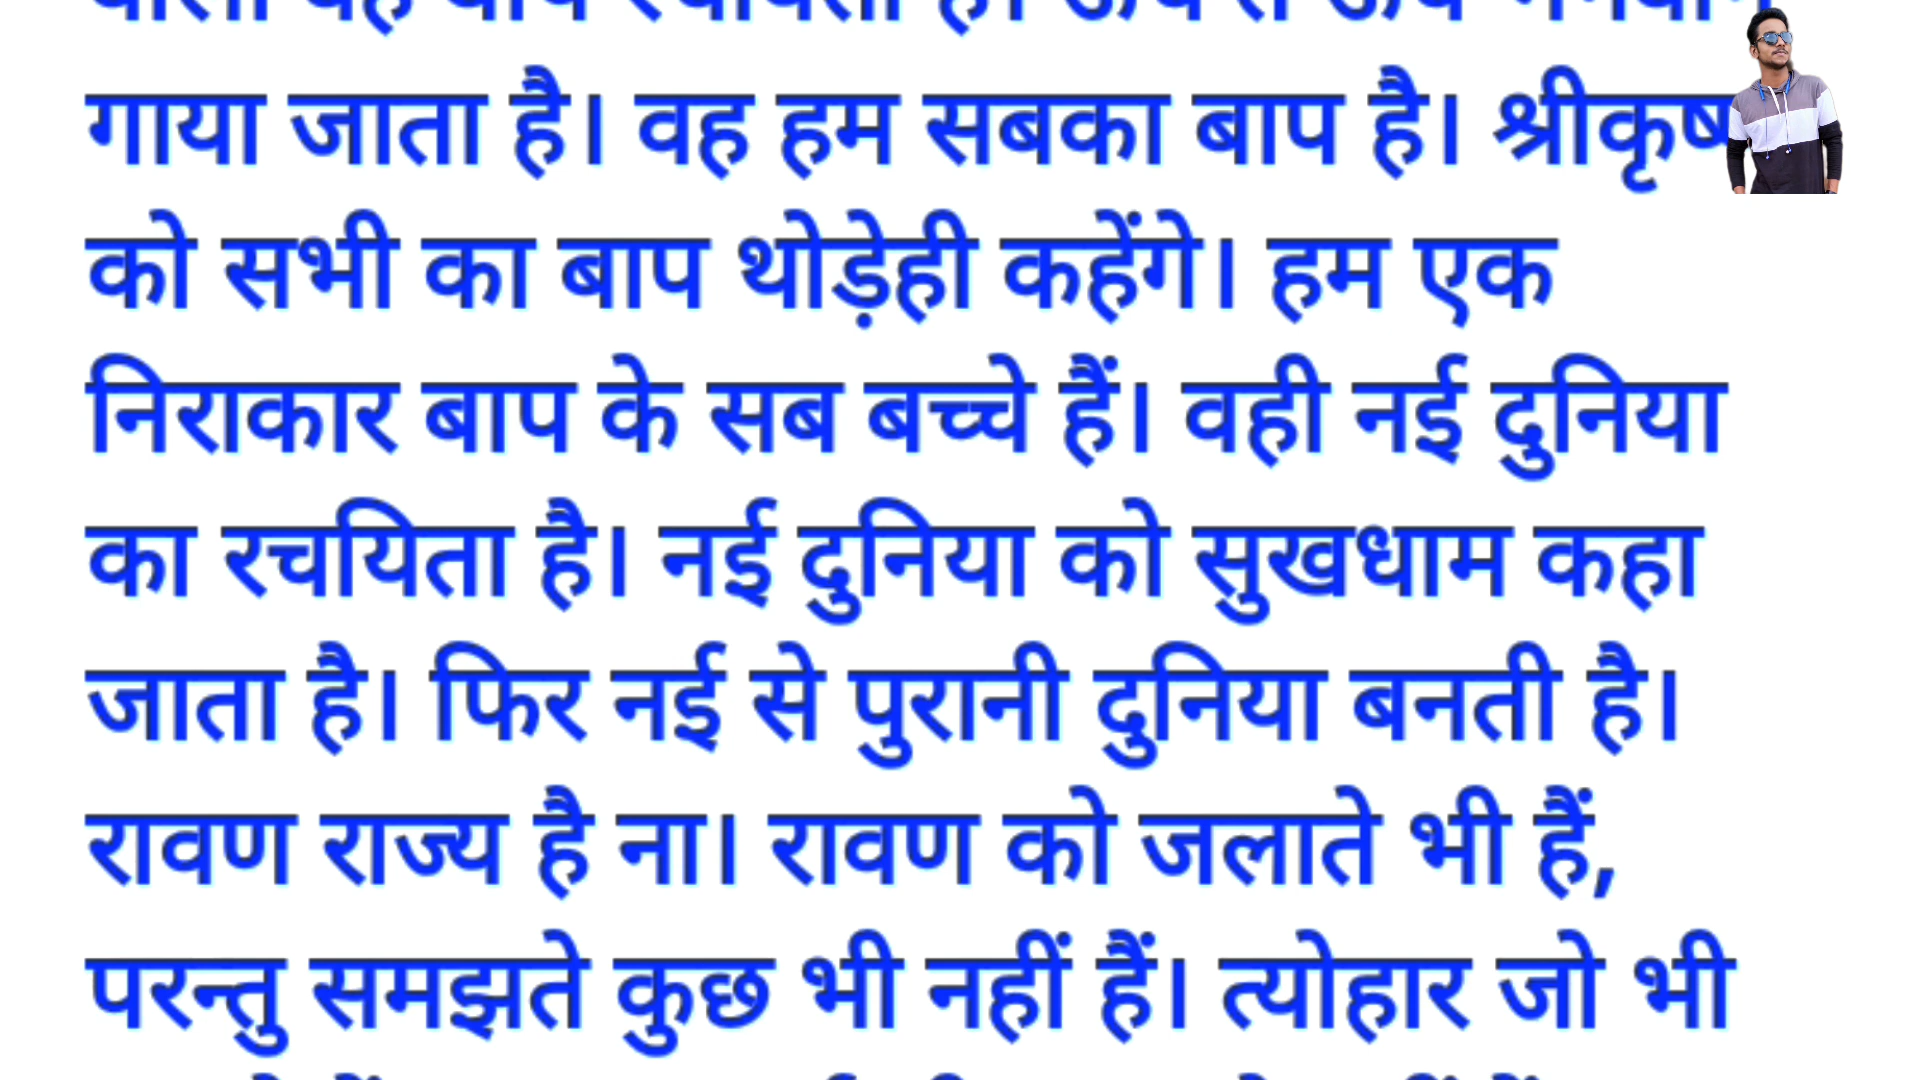 गाया जाता है। वह हम सबका बाप है। श्रीकृष्ण
को सभी का बाप थोड़ेही कहेंगे। हम एक
निराकार बाप के सब बच्चे हैं। वही नई दुनिया
का रचयिता है। नई दुनिया को सुखधाम कहा
जाता है। फिर नई से पुरानी दुनिया बनती है।
रावण राज्य है ना। रावण को जलाते भी हैं,
परन्तु समझते कुछ भी नहीं हैं। त्योहार जो भी